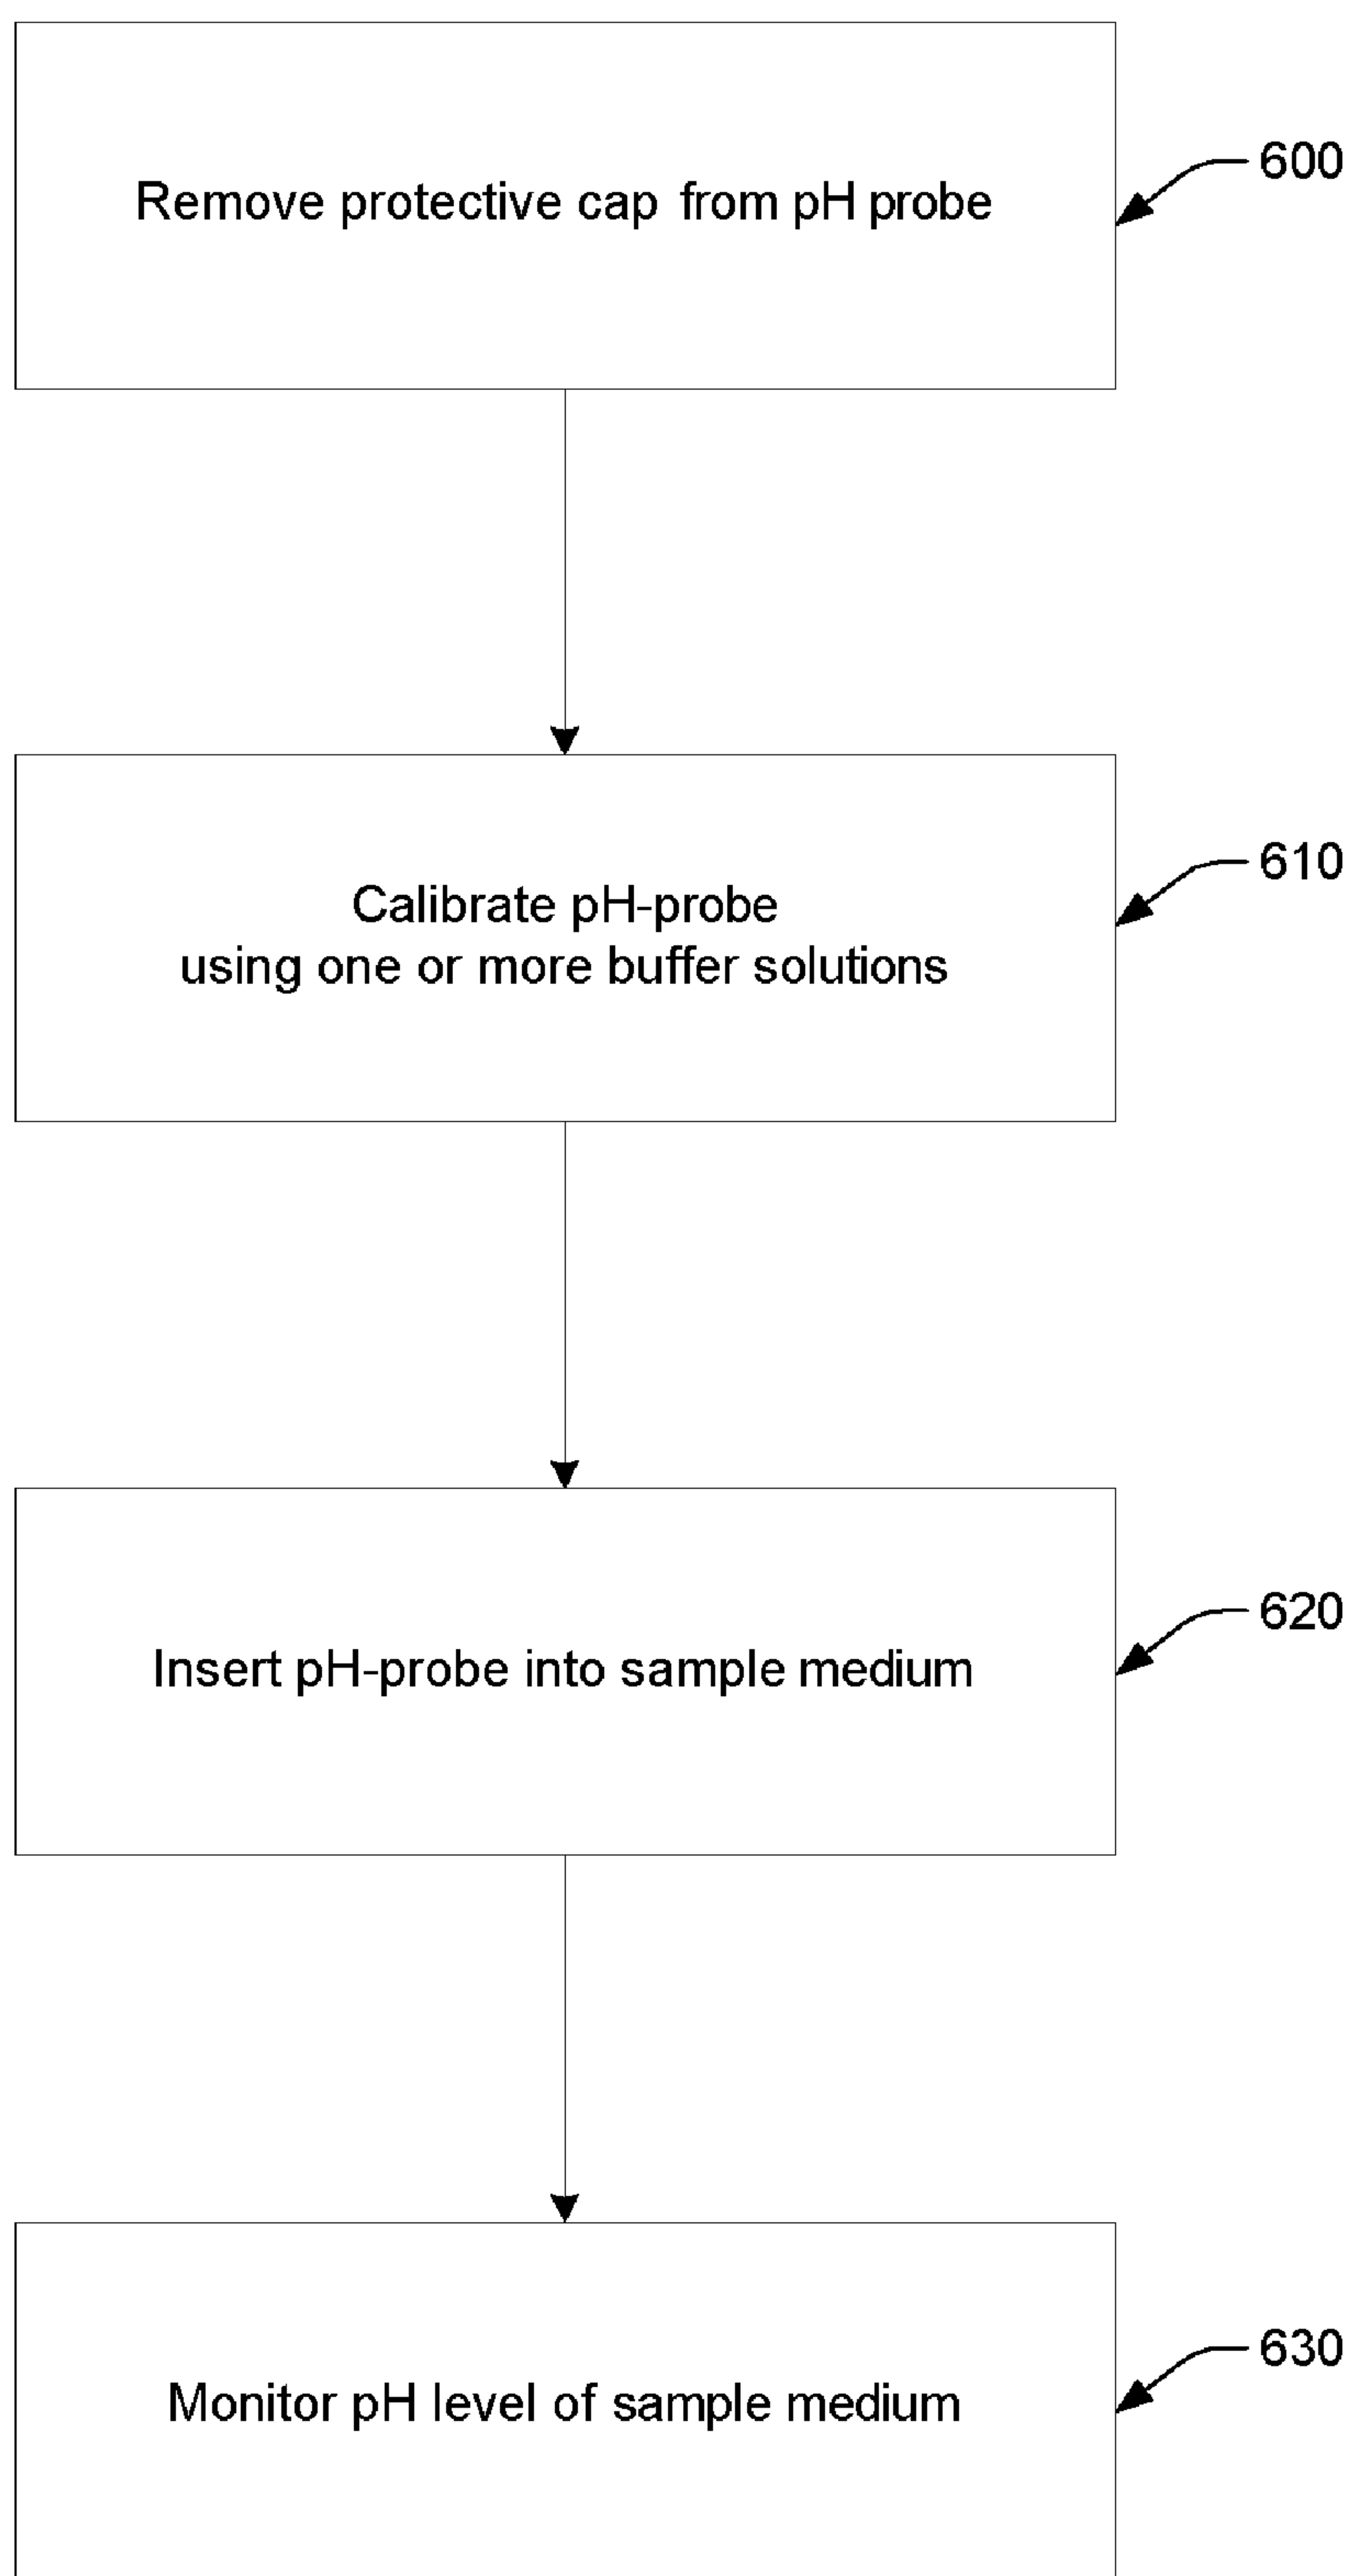 Remove protective cap from pH probe
600
Calibrate pH-probe
using one or more buffer solutions
610
Insert pH-probe into sample medium
620
Monitor pH level of sample medium
630